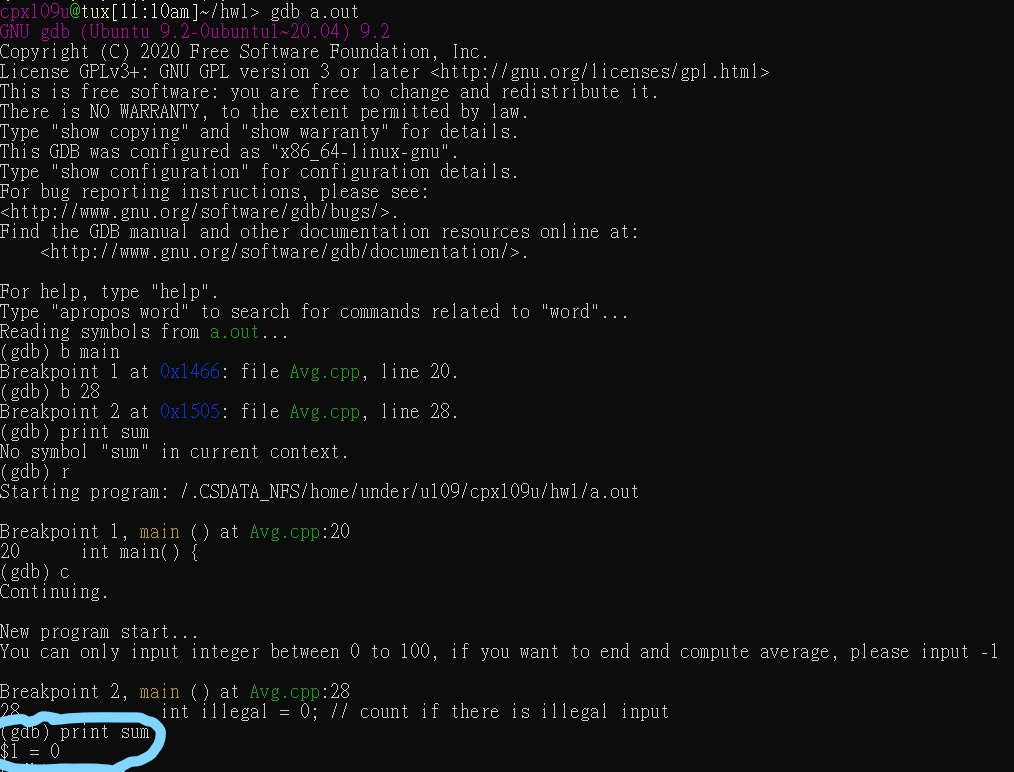 cpx109u@tux[11:10am]~/hw1> gdb a.out
GNU gdb (Ubuntu 9.2-0ubuntu1~20.04) 9.2
Copyright (C) 2020 Free Software Foundation, Inc.
License GPLv3+: GNU GPL version 3 or later <http://gnu.org/licenses/gpl.html>
This is free software: you are free to change and redistribute it.
There is NO WARRANTY, to the extent permitted by law.
Type "show copying" and "show warranty" for details.
This GDB was configured as "x86_64-linux-gnu".
Type "show configuration" for configuration details.
For bug reporting instructions, please see:
<http://www.gnu.org/software/gdb/bugs/>.
Find the GDB manual and other documentation resources online at:
    <http://www.gnu.org/software/gdb/documentation/>.

For help, type "help".
Type "apropos word" to search for commands related to "word"...
Reading symbols from a.out...
(gdb) b main
Breakpoint 1 at 0x1466: file Avg.cpp, line 20.
(gdb) b 28
Breakpoint 2 at 0x1505: file Avg.cpp, line 28.
(gdb) print sum
No symbol "sum" in current context.
(gdb) r
Starting program: /.CSDATA_NFS/home/under/u109/cpx109u/hw1/a.out

Breakpoint 1, main () at Avg.cpp:20
20      int main() {
(gdb) c
Continuing.

New program start...
You can only input integer between 0 to 100, if you want to end and compute average, please input -1

Breakpoint 2, main () at Avg.cpp:28
28              int illegal = 0; // count if there is illegal input
(gdb) print sum
$1 = 0